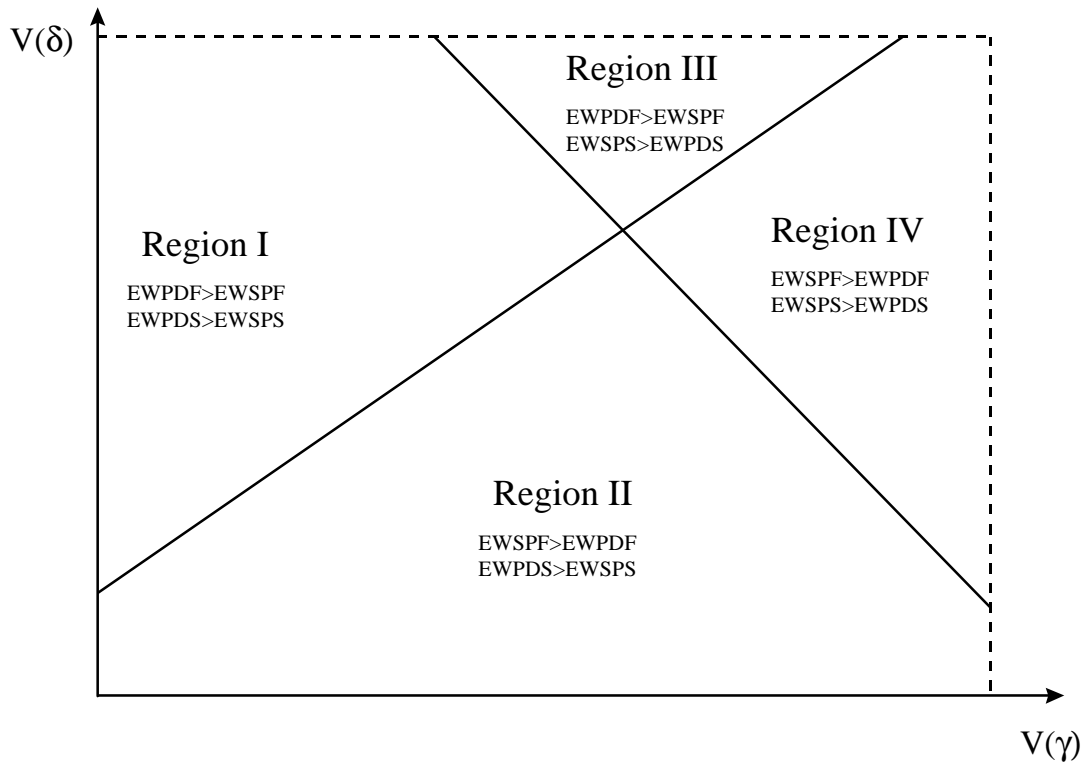 V(δ)
Region III
EWPDF>EWSPF
EWSPS>EWPDS
Region I
EWPDF>EWSPF
EWPDS>EWSPS
Region IV
EWSPF>EWPDF
EWSPS>EWPDS
Region II
EWSPF>EWPDF
EWPDS>EWSPS
V(γ)